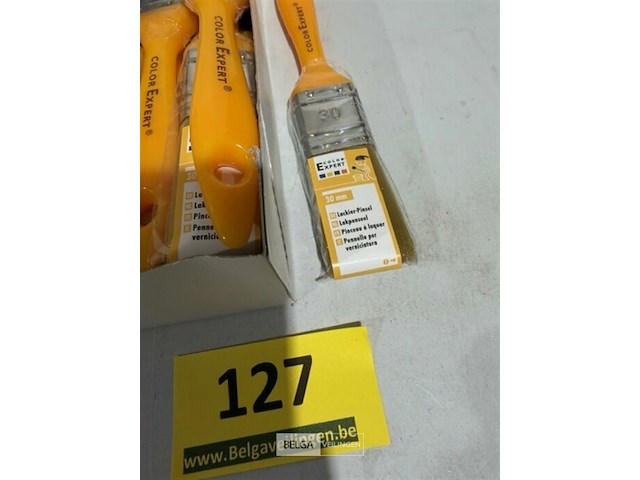 COLOR EXPERT®
COLOR EXPERT®
COLOR EXPERT®
30
COLOR
EXPERT
30 mm
Lackier-Pinsel
Lakpenseel
Pinceau à laquer
Pennello per
verniciatura
127
www.Belgaveilingen.be
BELGA VEILINGEN